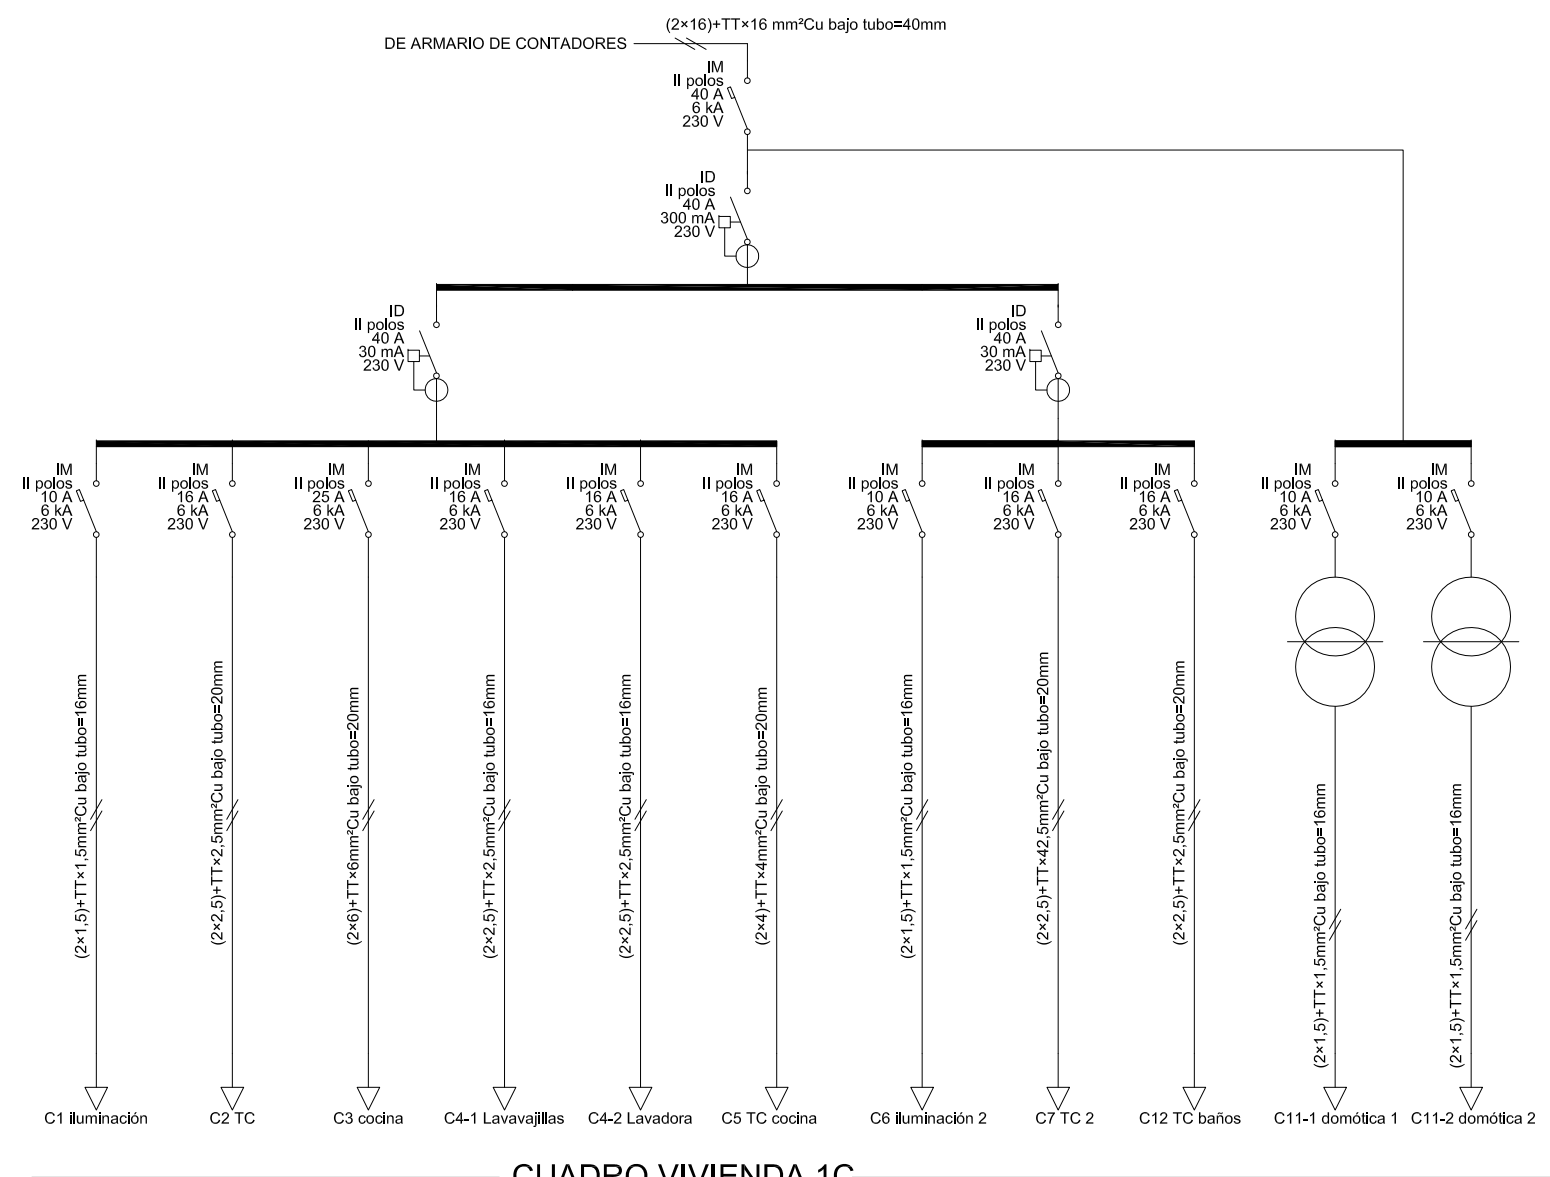 (2×16)+TT×16 mm²Cu bajo tubo=40mm
DE ARMARIO DE CONTADORES
IM
II polos
40 A
6 kA
230 V
ID
II polos
40 A
300 mA
230 V
ID
II polos
40 A
30 mA
230 V
ID
II polos
40 A
30 mA
230 V
IM
II polos
10 A
6 kA
230 V
IM
II polos
16 A
6 kA
230 V
IM
II polos
25 A
6 kA
230 V
IM
II polos
16 A
6 kA
230 V
IM
II polos
16 A
6 kA
230 V
IM
II polos
16 A
6 kA
230 V
IM
II polos
10 A
6 kA
230 V
IM
II polos
16 A
6 kA
230 V
IM
II polos
16 A
6 kA
230 V
IM
II polos
10 A
6 kA
230 V
IM
II polos
10 A
6 kA
230 V
(2×1,5)+TT×1,5mm²Cu bajo tubo=16mm
(2×2,5)+TT×2,5mm²Cu bajo tubo=20mm
(2×6)+TT×6mm²Cu bajo tubo=20mm
(2×2,5)+TT×2,5mm²Cu bajo tubo=16mm
(2×2,5)+TT×2,5mm²Cu bajo tubo=20mm
(2×4)+TT×4mm²Cu bajo tubo=20mm
(2×1,5)+TT×1,5mm²Cu bajo tubo=16mm
(2×2,5)+TT×42,5mm²Cu bajo tubo=20mm
(2×2,5)+TT×2,5mm²Cu bajo tubo=20mm
(2×1,5)+TT×1,5mm²Cu bajo tubo=16mm
(2×1,5)+TT×1,5mm²Cu bajo tubo=16mm
C1 iluminación
C2 TC
C3 cocina
C4-1 Lavavajillas
C4-2 Lavadora
C5 TC cocina
C6 iluminación 2
C7 TC 2
C12 TC baños
C11-1 domótica 1
C11-2 domótica 2
CUADRO VIVIENDA 1C